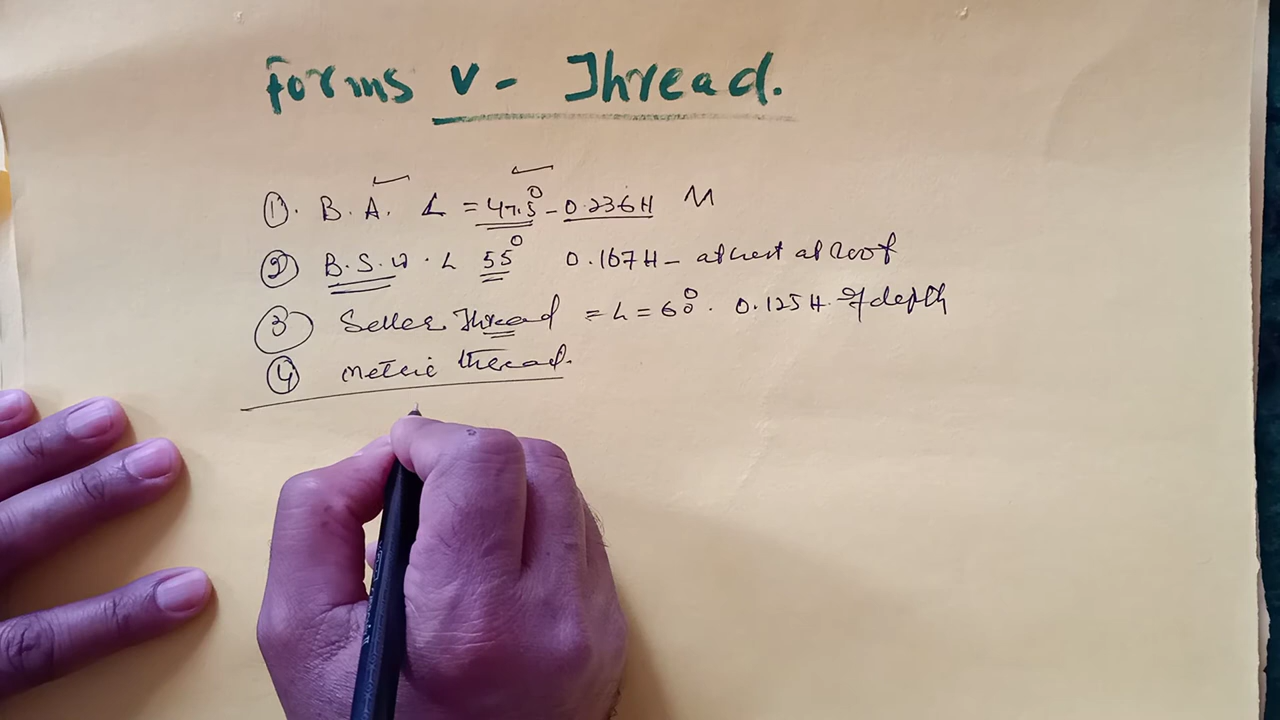 Forms V - Thread.
①. B. A. ∠ = 47.5° - 0.236H M
② B.S.W. ∠ 55° 0.167H - at crest at root
③ Seller Thread = ∠ = 60°. 0.125H. of depth
④ Metric thread.